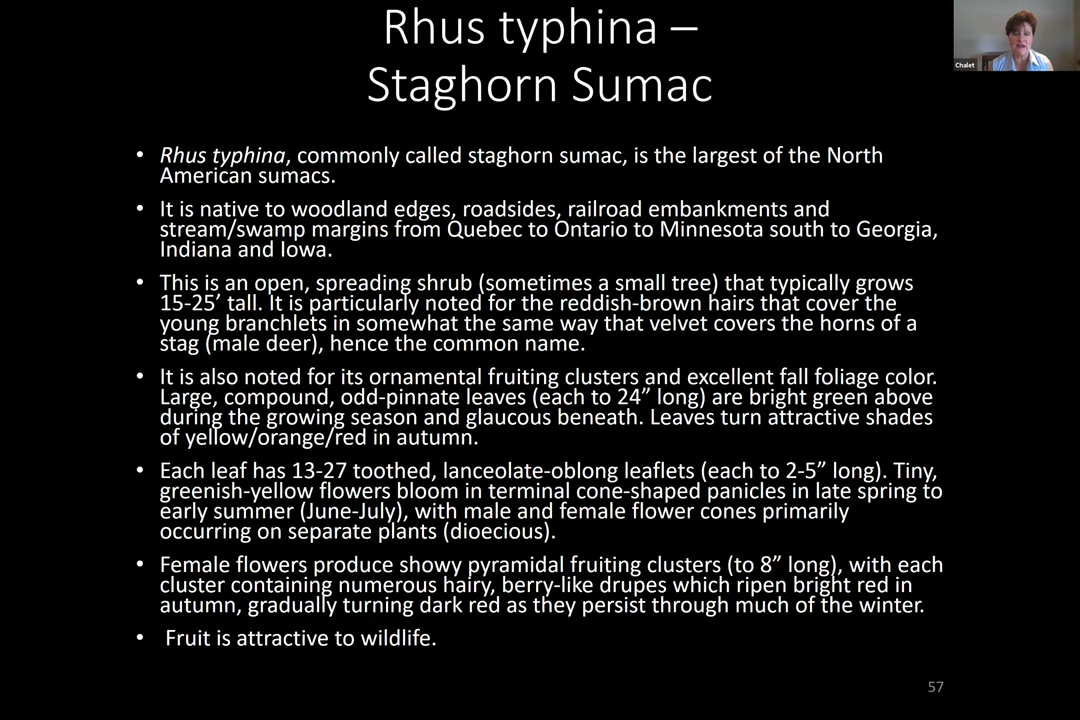 Rhus typhina –
Staghorn Sumac
Chalet
• Rhus typhina, commonly called staghorn sumac, is the largest of the North
American sumacs.
• It is native to woodland edges, roadsides, railroad embankments and
stream/swamp margins from Quebec to Ontario to Minnesota south to Georgia,
Indiana and Iowa.
• This is an open, spreading shrub (sometimes a small tree) that typically grows
15-25’ tall. It is particularly noted for the reddish-brown hairs that cover the
young branchlets in somewhat the same way that velvet covers the horns of a
stag (male deer), hence the common name.
• It is also noted for its ornamental fruiting clusters and excellent fall foliage color.
Large, compound, odd-pinnate leaves (each to 24” long) are bright green above
during the growing season and glaucous beneath. Leaves turn attractive shades
of yellow/orange/red in autumn.
• Each leaf has 13-27 toothed, lanceolate-oblong leaflets (each to 2-5” long). Tiny,
greenish-yellow flowers bloom in terminal cone-shaped panicles in late spring to
early summer (June-July), with male and female flower cones primarily
occurring on separate plants (dioecious).
• Female flowers produce showy pyramidal fruiting clusters (to 8” long), with each
cluster containing numerous hairy, berry-like drupes which ripen bright red in
autumn, gradually turning dark red as they persist through much of the winter.
• Fruit is attractive to wildlife.
57